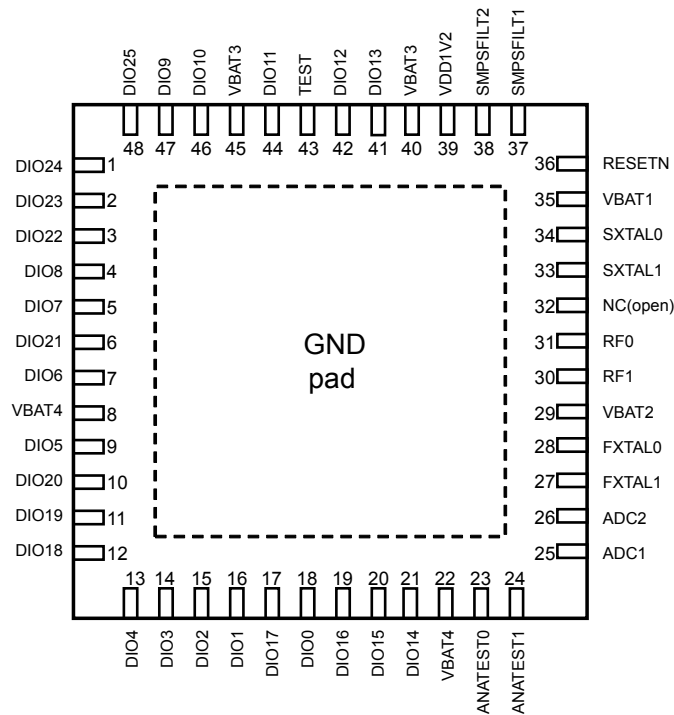 DIO25
DIO9
DIO10
VBAT3
DIO11
TEST
DIO12
DIO13
VBAT3
VDD1V2
SMPSFILT2
SMPSFILT1
48 47 46 45 44 43 42 41 40 39 38 37
DIO24 1
DIO23 2
DIO22 3
DIO8 4
DIO7 5
DIO21 6
DIO6 7
VBAT4 8
DIO5 9
DIO20 10
DIO19 11
DIO18 12
GND
pad
36 RESETN
35 VBAT1
34 SXTAL0
33 SXTAL1
32 NC(open)
31 RF0
30 RF1
29 VBAT2
28 FXTAL0
27 FXTAL1
26 ADC2
25 ADC1
13 14 15 16 17 18 19 20 21 22 23 24
DIO4
DIO3
DIO2
DIO1
DIO17
DIO0
DIO16
DIO15
DIO14
VBAT4
ANATEST0
ANATEST1